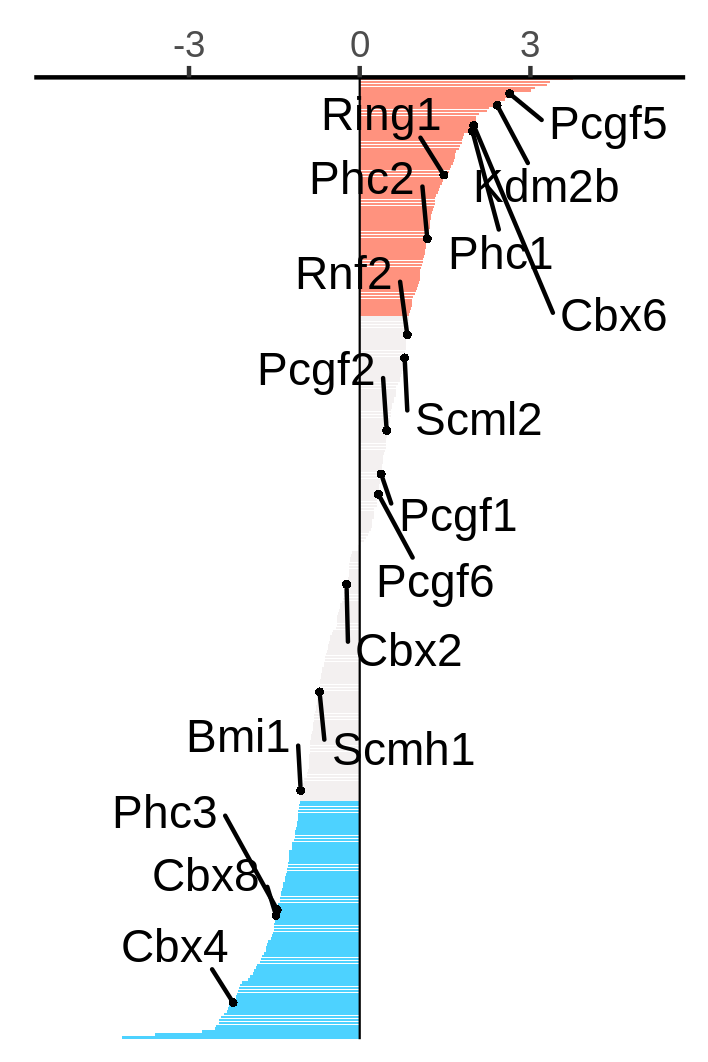 -3 0 3
Ring1
Pcgf5
Phc2
Kdm2b
Phc1
Rnf2
Cbx6
Pcgf2
Scml2
Pcgf1
Pcgf6
Cbx2
Bmi1
Scmh1
Phc3
Cbx8
Cbx4